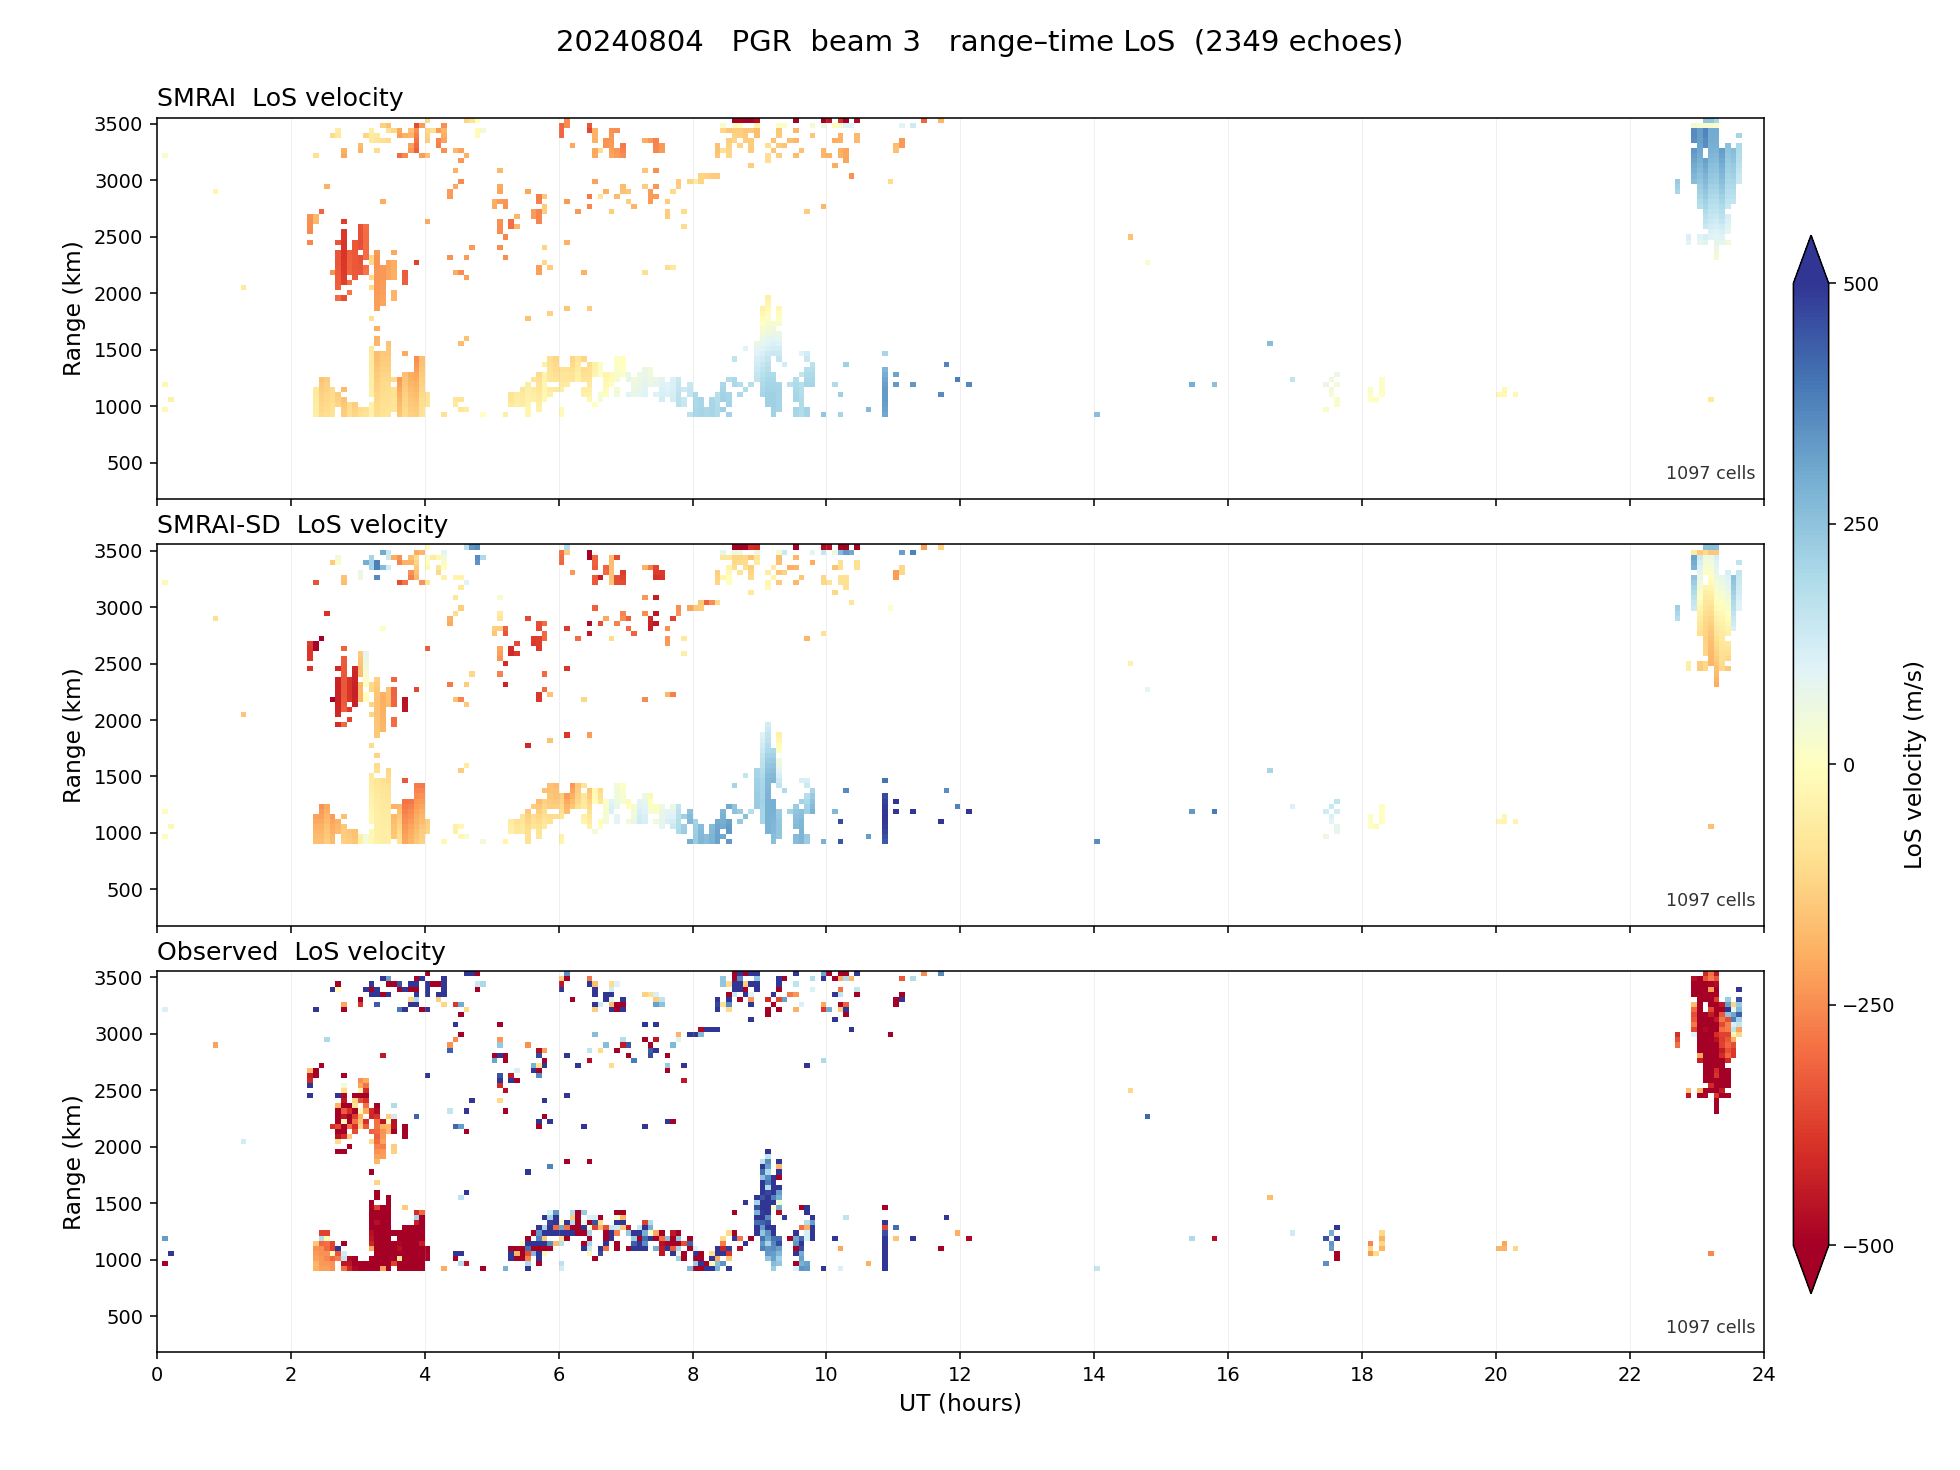 20240804   PGR  beam 3   range–time LoS  (2349 echoes)
SMRAI  LoS velocity
3500
3000
2500
2000
1500
1000
500
Range (km)
1097 cells
SMRAI-SD  LoS velocity
3500
3000
2500
2000
1500
1000
500
Range (km)
1097 cells
Observed  LoS velocity
3500
3000
2500
2000
1500
1000
500
Range (km)
1097 cells
0 2 4 6 8 10 12 14 16 18 20 22 24
UT (hours)
500
250
0
−250
−500
LoS velocity (m/s)